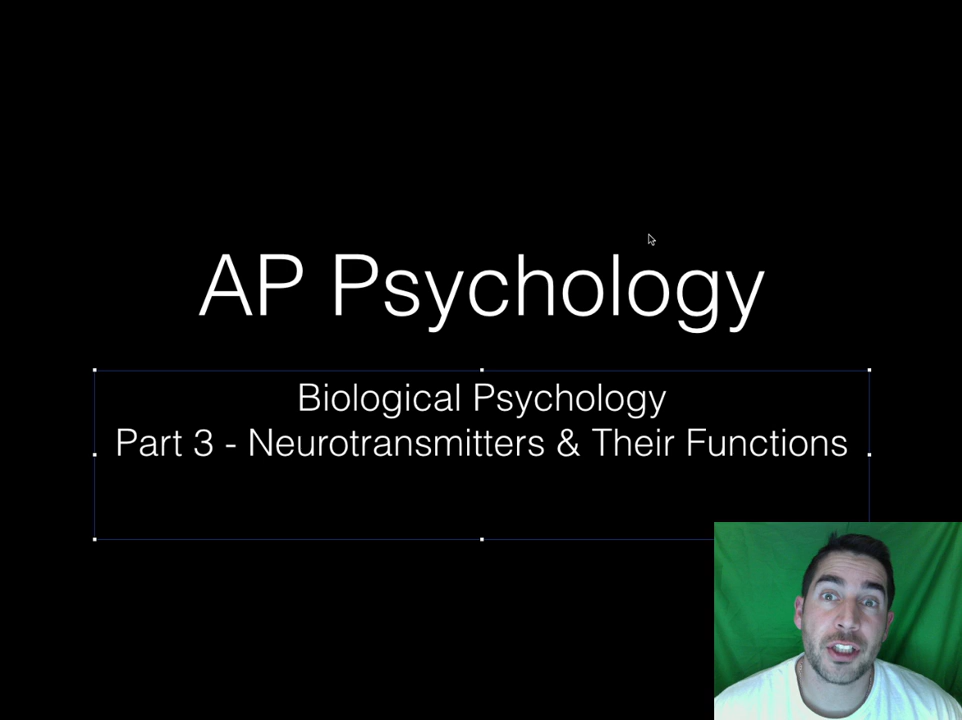 AP Psychology
Biological Psychology
Part 3 - Neurotransmitters & Their Functions